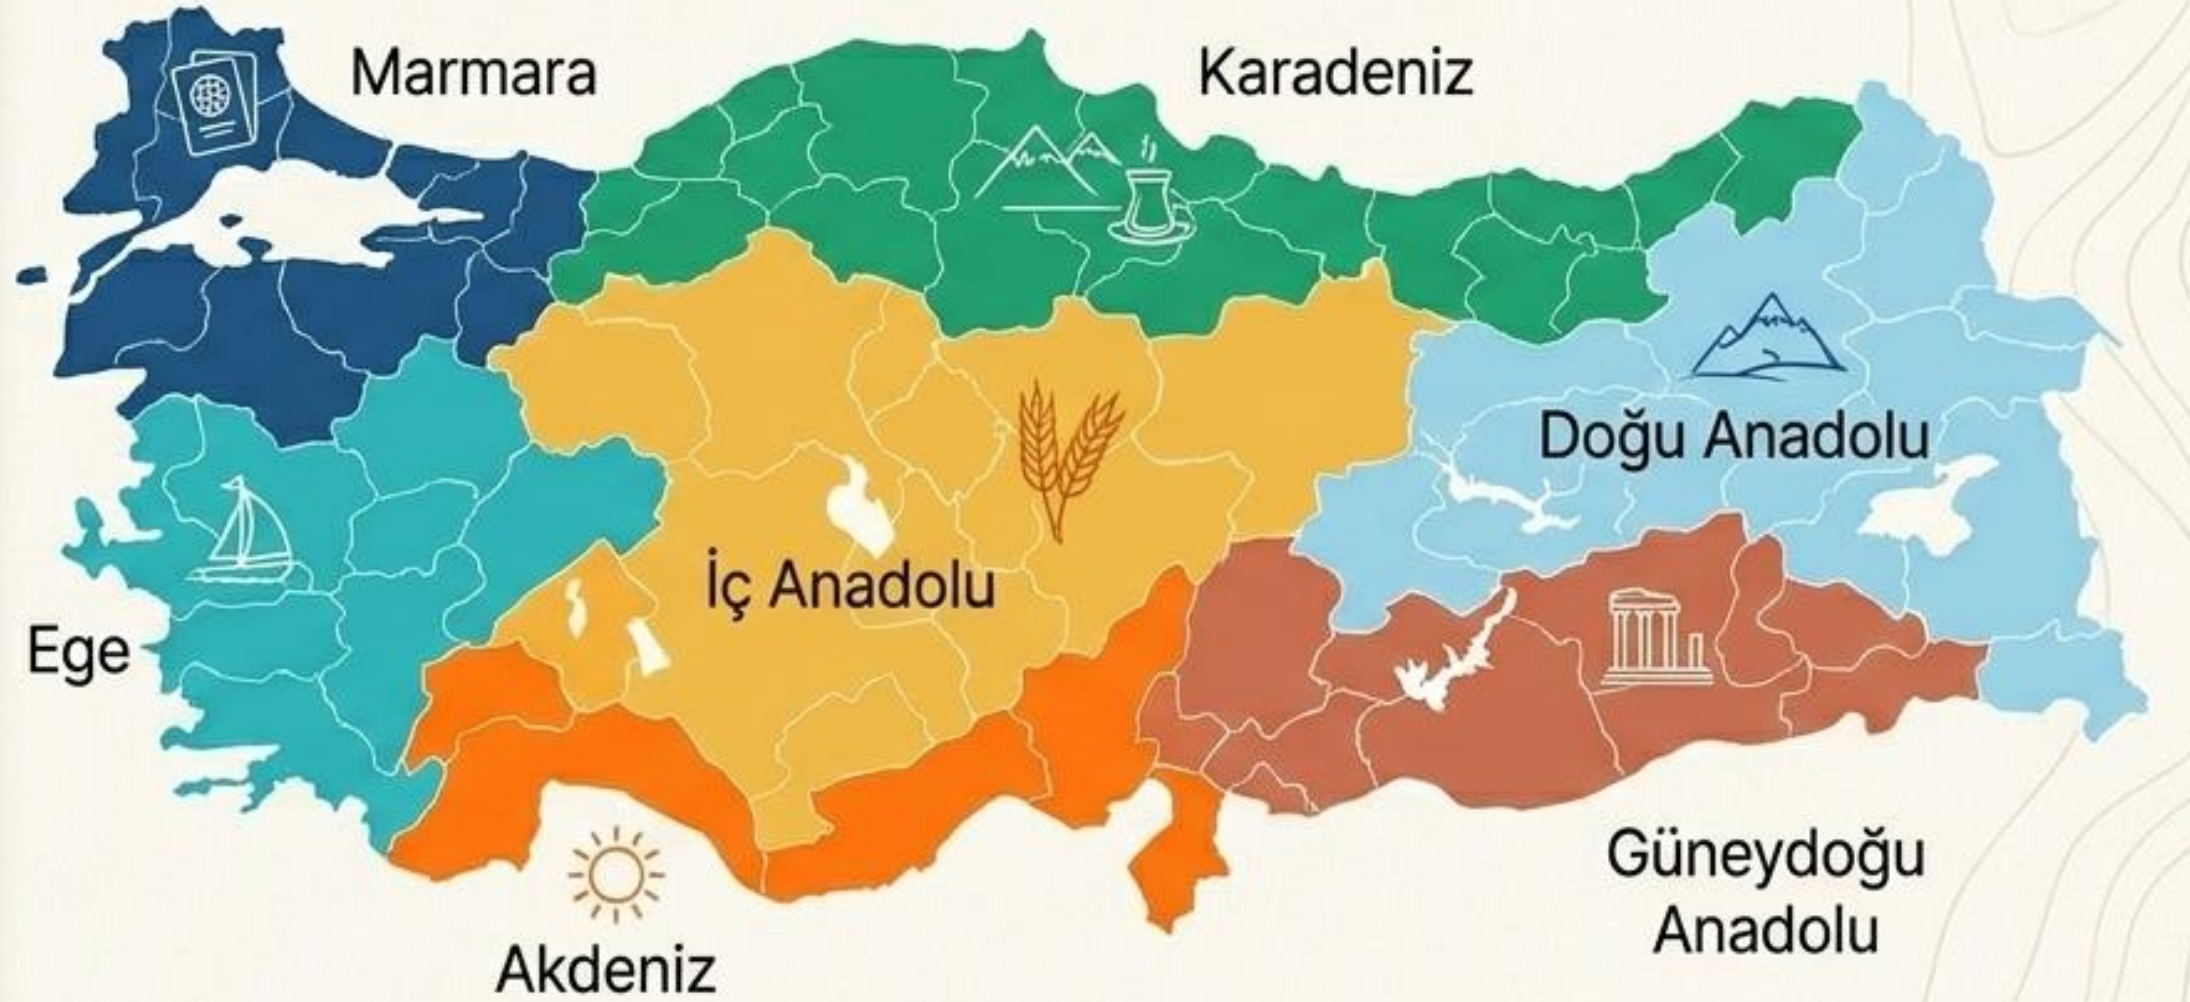 Marmara
Karadeniz
Doğu Anadolu
İç Anadolu
Ege
Güneydoğu
Anadolu
Akdeniz